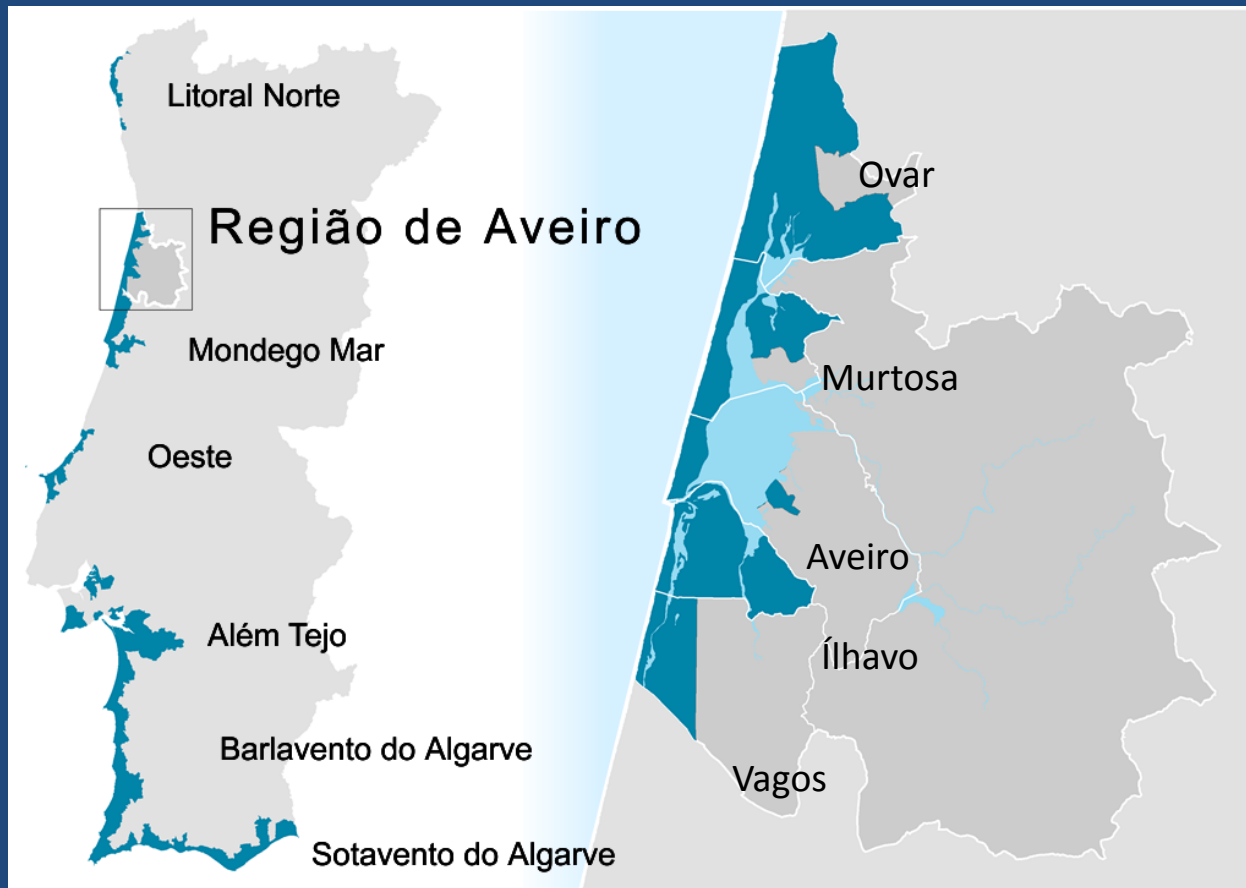 Litoral Norte
Região de Aveiro
Mondego Mar
Oeste
Além Tejo
Barlavento do Algarve
Sotavento do Algarve
Ovar
Murtosa
Aveiro
Ílhavo
Vagos